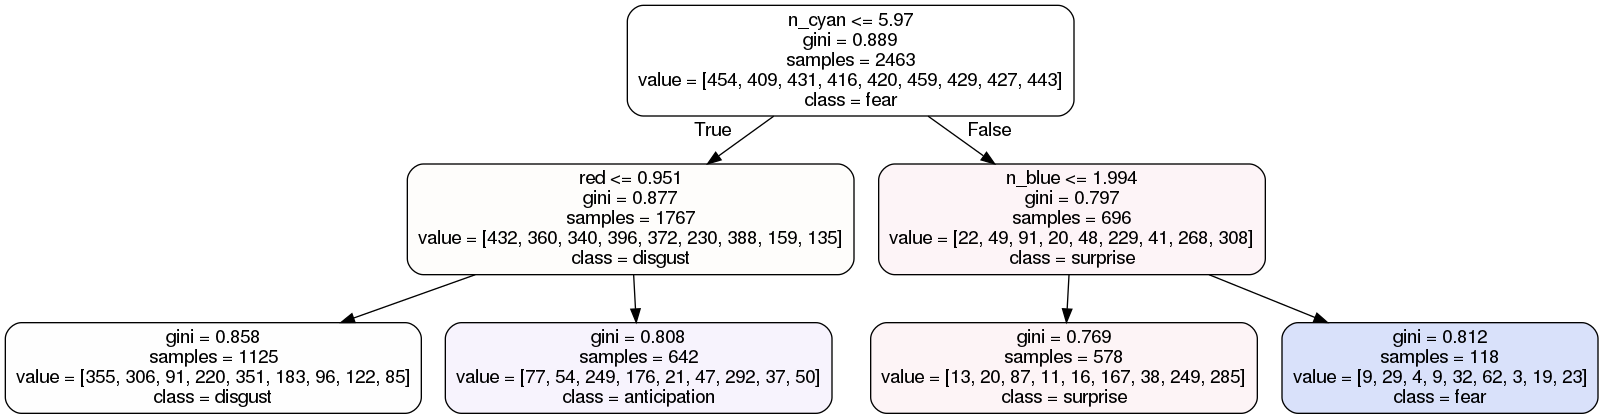 n_cyan <= 5.97
gini = 0.889
samples = 2463
value = [454, 409, 431, 416, 420, 459, 429, 427, 443]
class = fear
True
False
red <= 0.951
gini = 0.877
samples = 1767
value = [432, 360, 340, 396, 372, 230, 388, 159, 135]
class = disgust
n_blue <= 1.994
gini = 0.797
samples = 696
value = [22, 49, 91, 20, 48, 229, 41, 268, 308]
class = surprise
gini = 0.858
samples = 1125
value = [355, 306, 91, 220, 351, 183, 96, 122, 85]
class = disgust
gini = 0.808
samples = 642
value = [77, 54, 249, 176, 21, 47, 292, 37, 50]
class = anticipation
gini = 0.769
samples = 578
value = [13, 20, 87, 11, 16, 167, 38, 249, 285]
class = surprise
gini = 0.812
samples = 118
value = [9, 29, 4, 9, 32, 62, 3, 19, 23]
class = fear